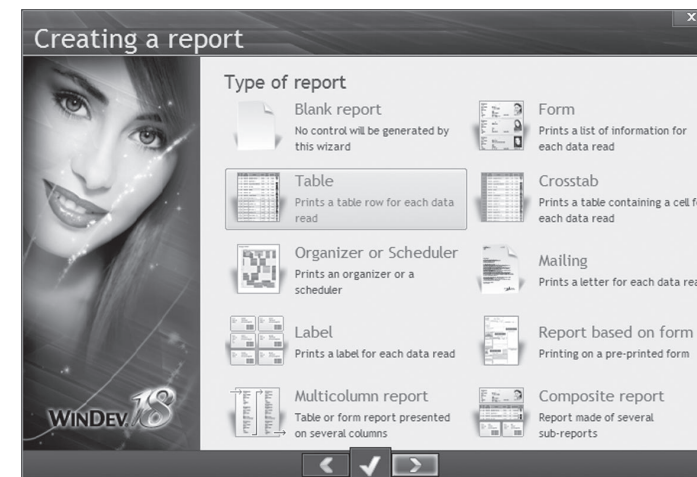 Creating a report
Type of report
Blank report
No control will be generated by
this wizard
Form
Prints a list of information for
each data read
Table
Prints a table row for each data
read
Crosstab
Prints a table containing a cell
each data read
Organizer or Scheduler
Prints an organizer or a
scheduler
Mailing
Prints a letter for each data
Label
Prints a label for each data read
Report based on form
Printing on a pre-printed form
Multicolumn report
Table or form report presented
on several columns
Composite report
Report made of several
sub-reports
WINDEV 18